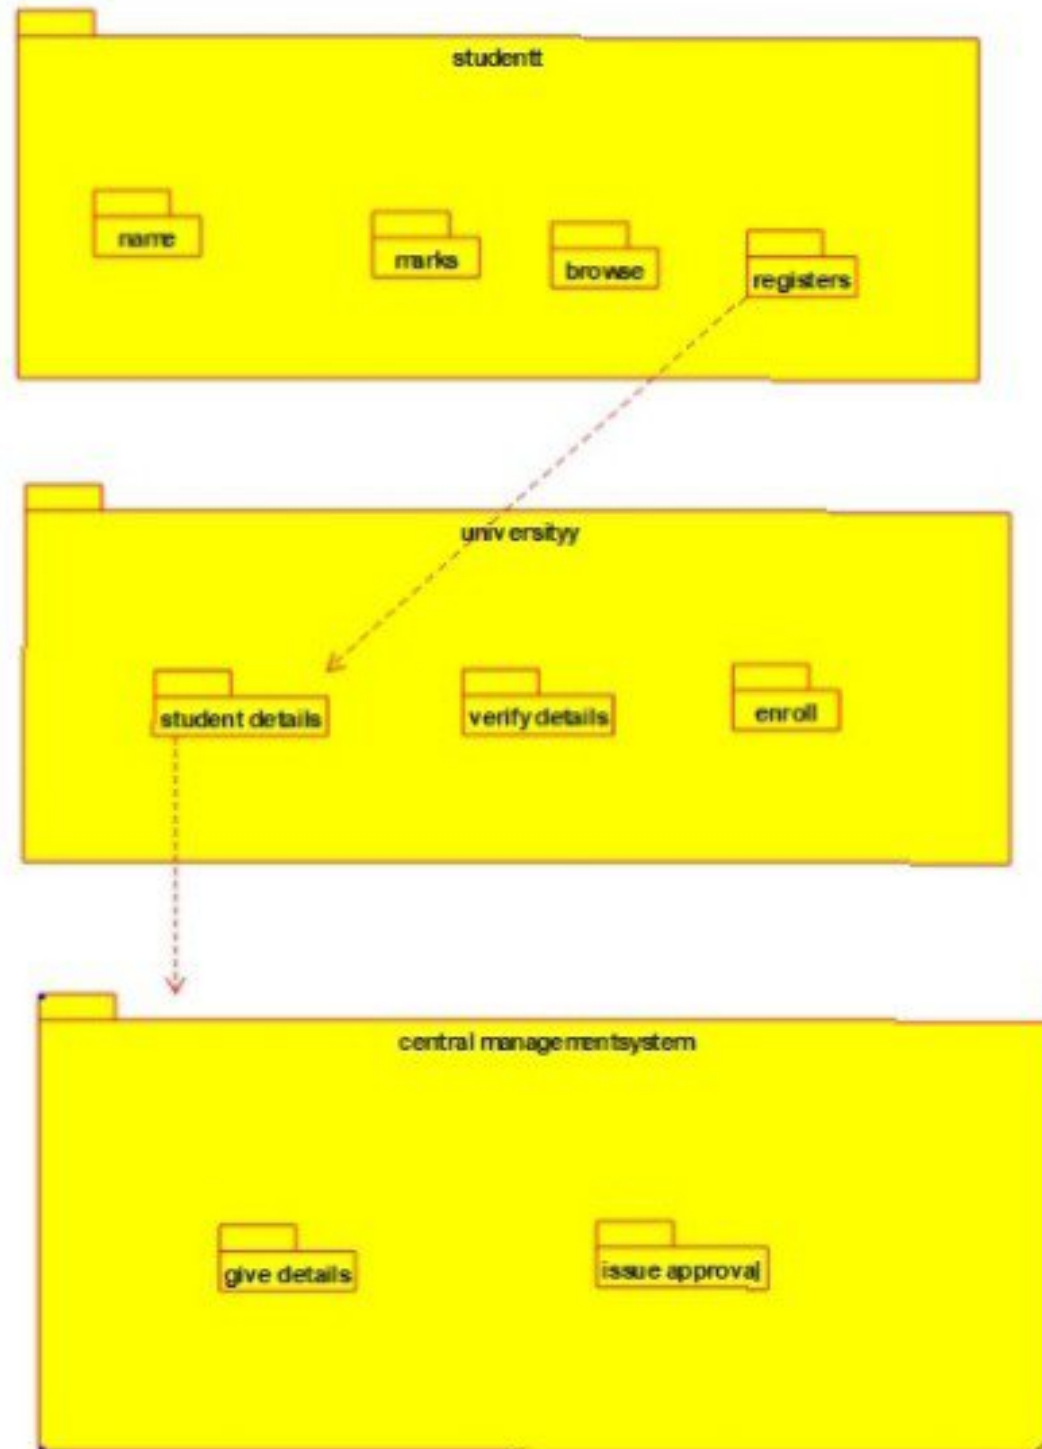 studentt
name
marks
browse
registers
universityy
student details
verify details
enroll
central managementsystem
give details
issue approval